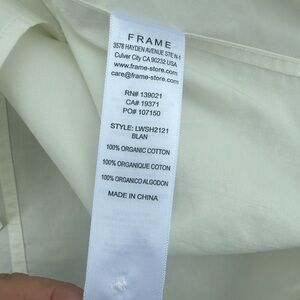 FRAME
3578 HAYDEN AVENUE STE N-1
Culver City CA 90232 USA
www.frame-store.com
care@frame-store.com
RN# 139021
CA# 19371
PO# 107150
STYLE: LWSH2121
BLAN
100% ORGANIC COTTON
100% ORGANIQUE COTON
100% ORGANICO ALGODON
MADE IN CHINA